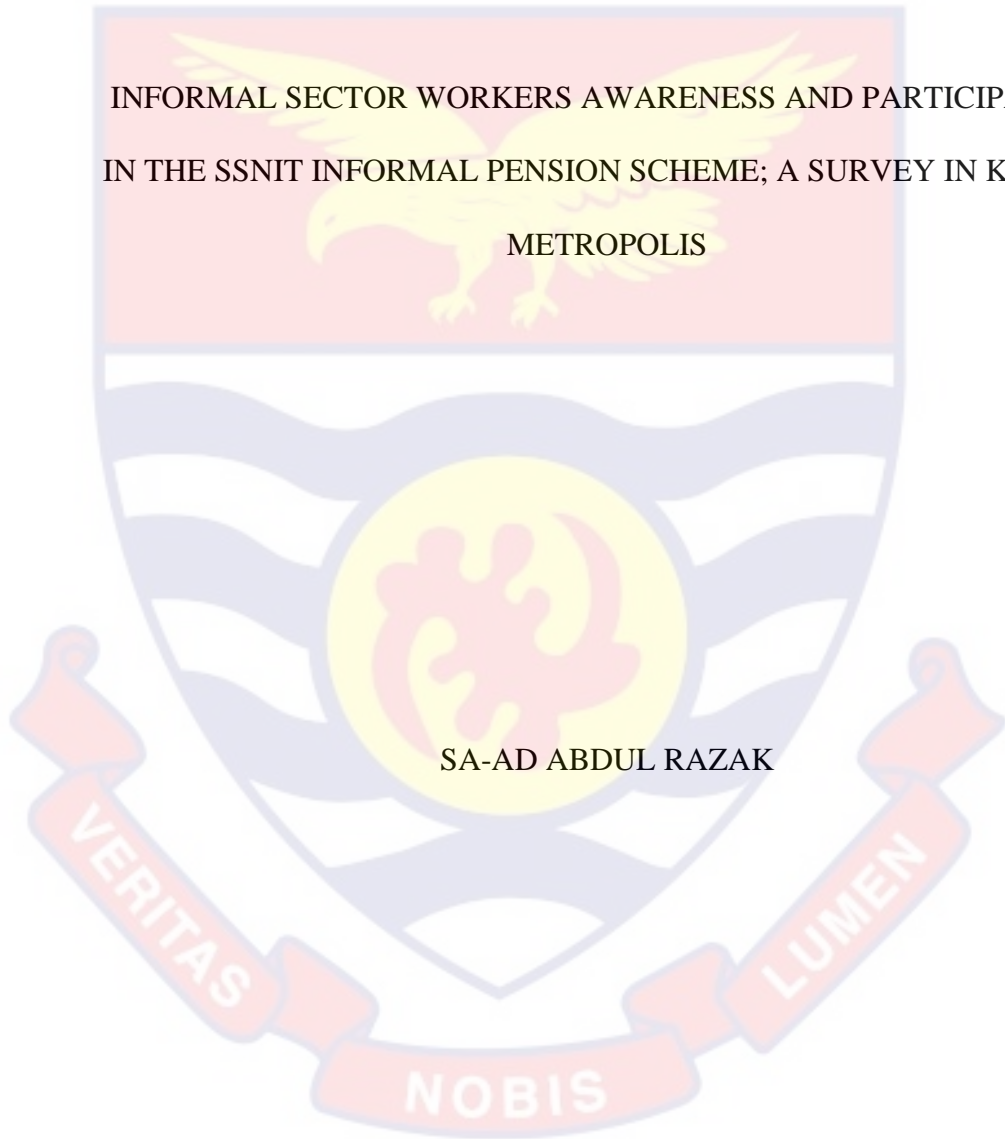 INFORMAL SECTOR WORKERS AWARENESS AND
IN THE SSNIT INFORMAL PENSION SCHEME; A SURVEY IN
METROPOLIS
SA-AD ABDUL RAZAK
VERITAS
NOBIS
LUMEN